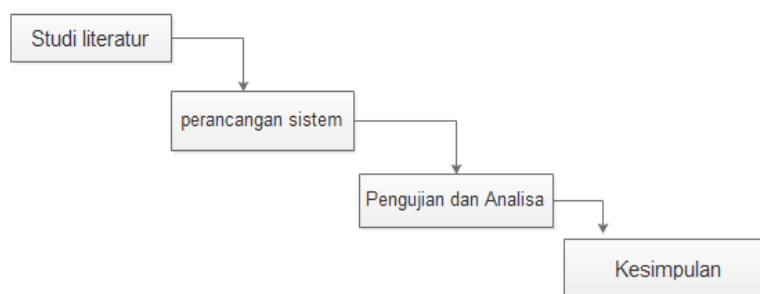 Studi literatur
perancangan sistem
Pengujian dan Analisa
Kesimpulan